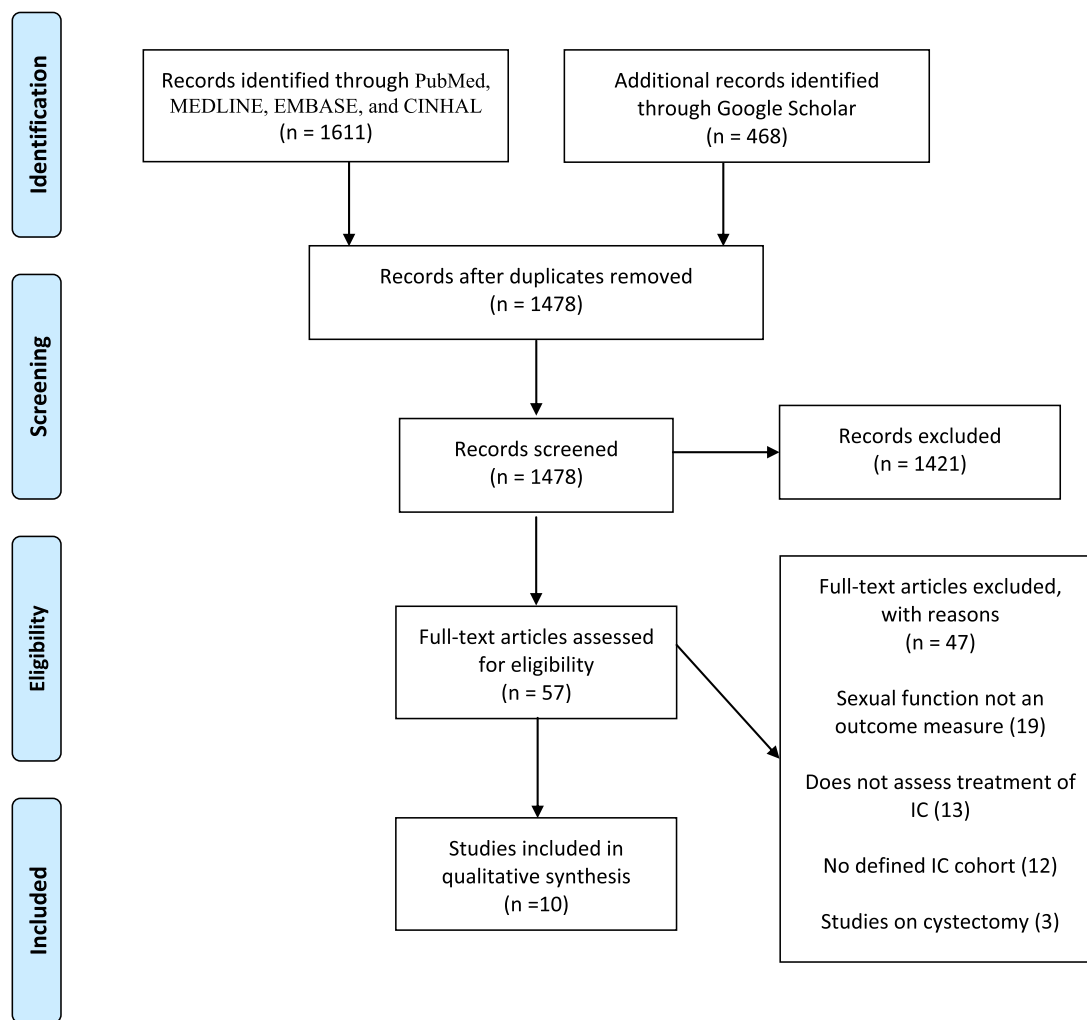 Identification
Records identified through PubMed,
MEDLINE, EMBASE, and CINHAL
(n = 1611)
Additional records identified
through Google Scholar
(n = 468)
Records after duplicates removed
(n = 1478)
Screening
Records screened
(n = 1478)
Records excluded
(n = 1421)
Eligibility
Full-text articles assessed
for eligibility
(n = 57)
Full-text articles excluded,
with reasons
(n = 47)
Sexual function not an
outcome measure (19)
Does not assess treatment of
IC (13)
No defined IC cohort (12)
Studies on cystectomy (3)
Included
Studies included in
qualitative synthesis
(n =10)